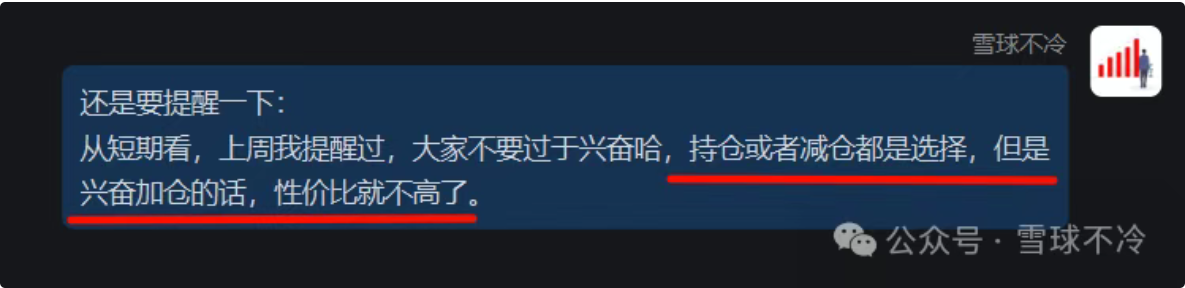 雪球不冷
还是要提醒一下：
从短期看，上周我提醒过，大家不要过于兴奋哈，持仓或者减仓都是选择，但是
兴奋加仓的话，性价比就不高了。
公众号 · 雪球不冷